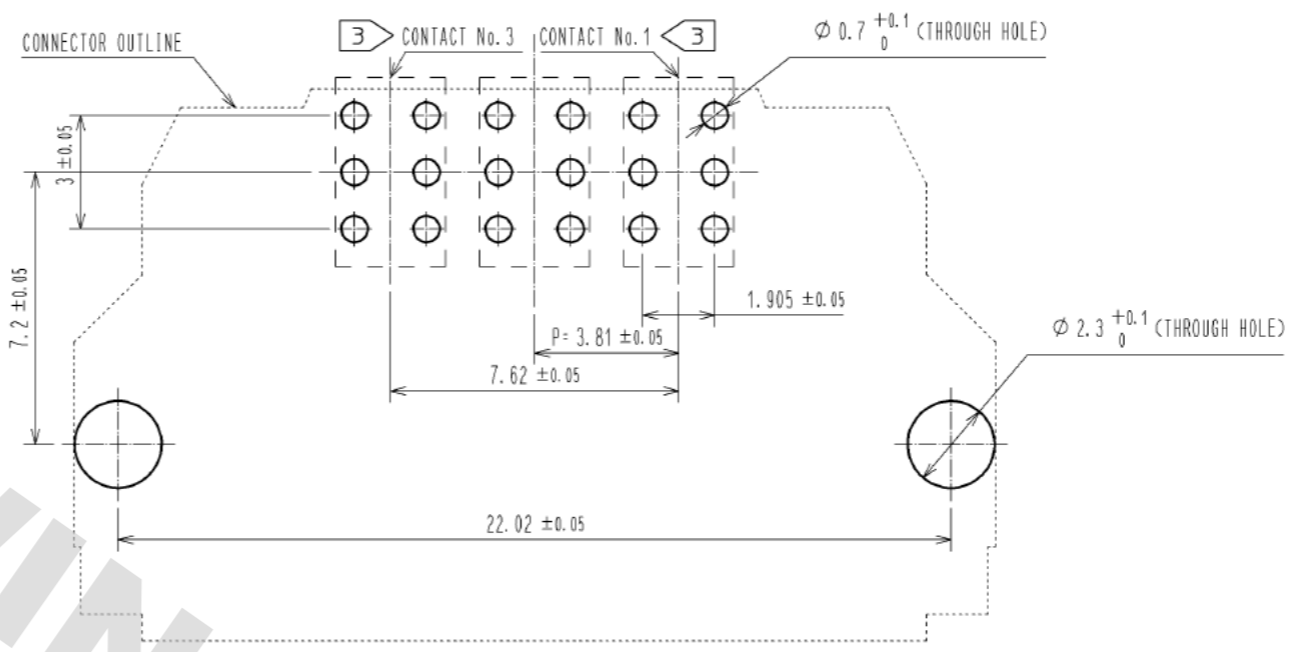 3 CONTACT No. 3 CONTACT No. 1 3
Ø 0.7 +0.1 0 (THROUGH HOLE)
CONNECTOR OUTLINE
3 ±0.05
7.2 ±0.05
1.905 ±0.05
P= 3.81 ±0.05
7.62 ±0.05
Ø 2.3 +0.1 0 (THROUGH HOLE)
22.02 ±0.05